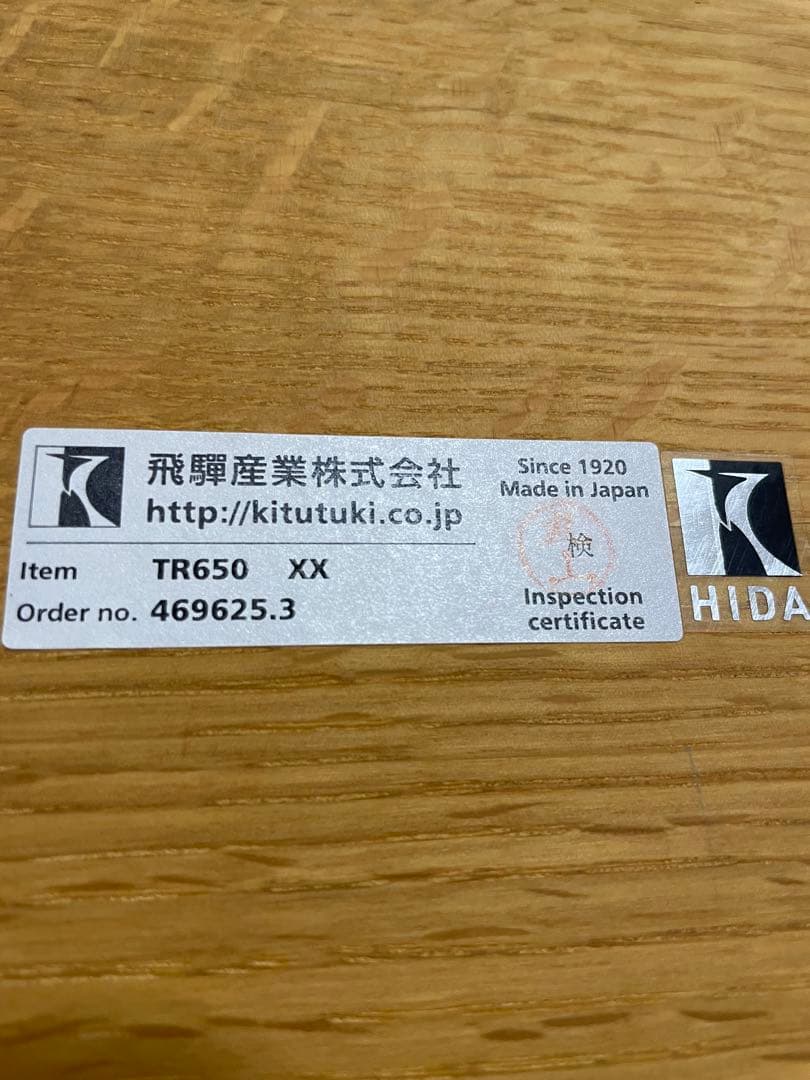 飛驒産業株式会社
http://kitutuki.co.jp
Item TR650 XX
Order no. 469625.3
Since 1920
Made in Japan
検
Inspection
certificate
HIDA